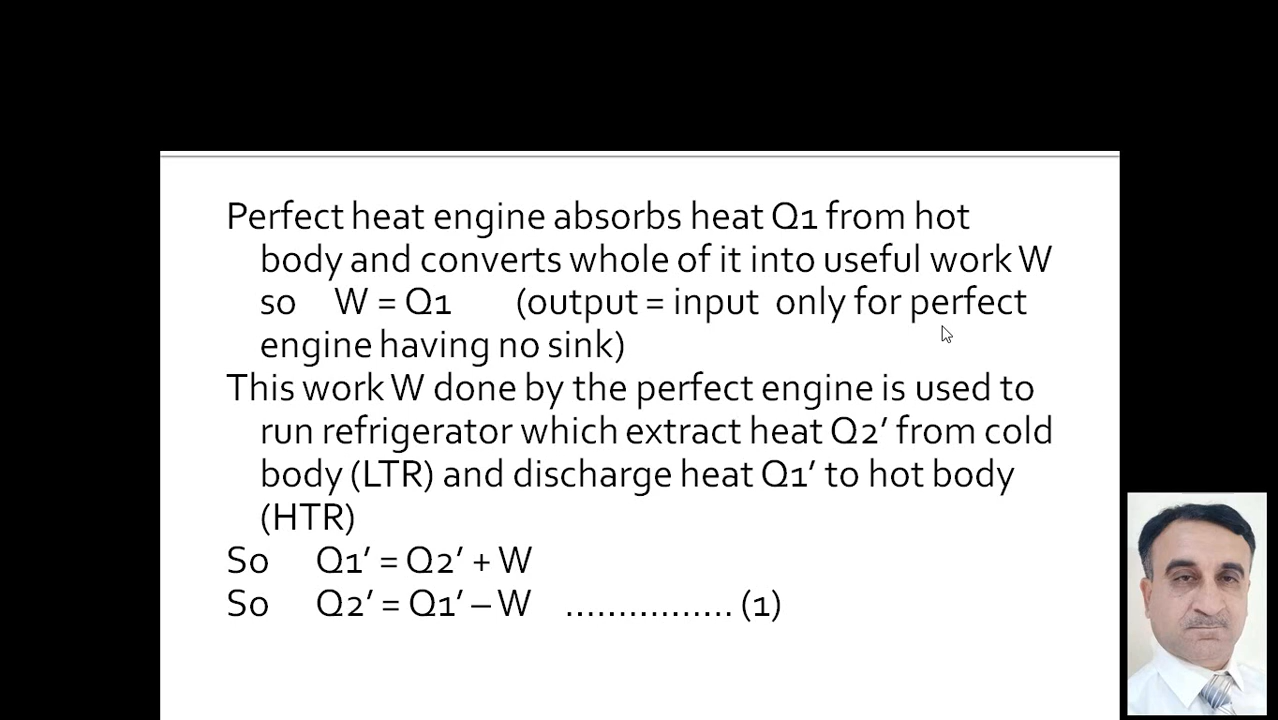 Perfect heat engine absorbs heat Q1 from hot
body and converts whole of it into useful work W
so W = Q1 (output = input only for perfect
engine having no sink)
This work W done by the perfect engine is used to
run refrigerator which extract heat Q2’ from cold
body (LTR) and discharge heat Q1’ to hot body
(HTR)
So Q1’ = Q2’ + W
So Q2’ = Q1’ – W ................ (1)